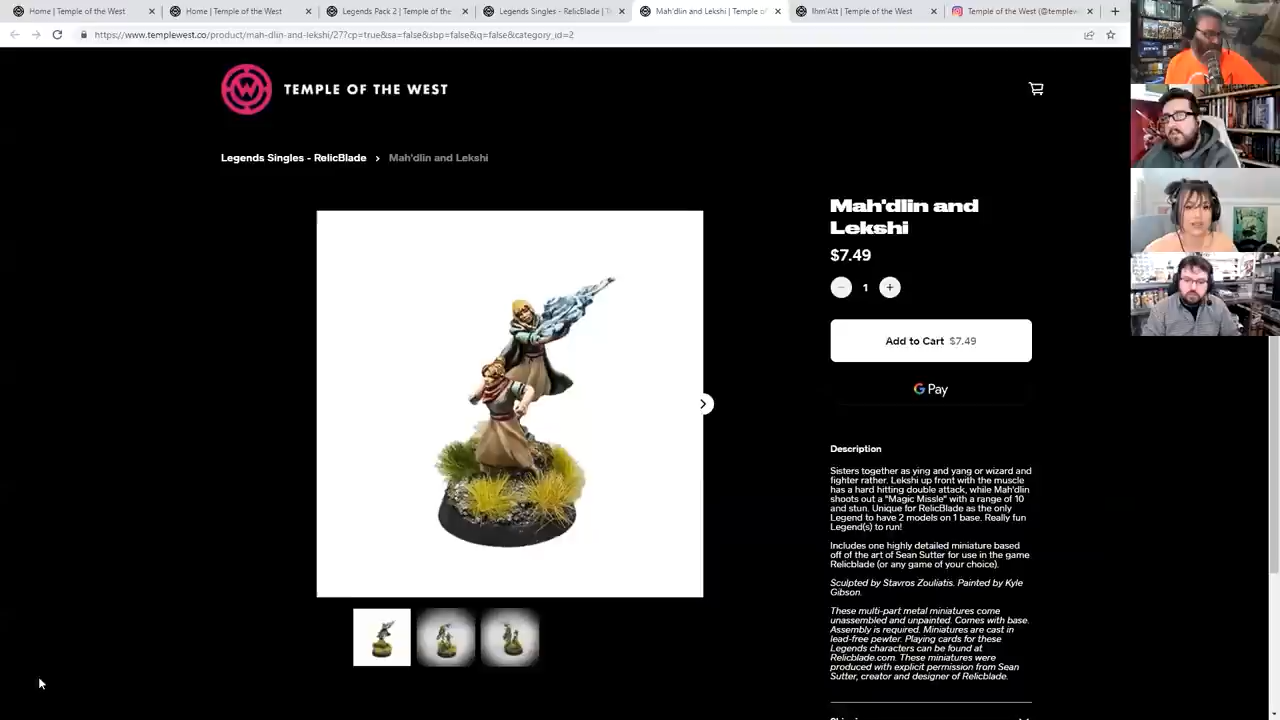 Home | Temple of the West
Home | Temple of the West
Legends Pack 2 | Temple of the
Legends Singles - RelicBlade | Te
Mah'dlin and Lekshi | Temple of
Ihm'Att | Temple of the West
Temple of the West (@templew
https://www.templewest.co/product/mah-dlin-and-lekshi/27?cp=true&sa=false&sbp=false&q=false&category_id=2
TEMPLE OF THE WEST
Legends Singles - RelicBlade > Mah'dlin and Lekshi
Mah'dlin and
Lekshi
$7.49
1
Add to Cart $7.49
G Pay
Description
Sisters together as ying and yang or wizard and
fighter rather. Lekshi up front with the muscle
has a hard hitting double attack, while Mah'dlin
shoots out a "Magic Missle" with a range of 10
and stun. Unique for RelicBlade as the only
Legend to have 2 models on 1 base. Really fun
Legend(s) to run!
Includes one highly detailed miniature based
off of the art of Sean Sutter for use in the game
Relicblade (or any game of your choice).
Sculpted by Stavros Zouliatis. Painted by Kyle
Gibson.
These multi-part metal miniatures come
unassembled and unpainted. Comes with base.
Assembly is required. Miniatures are cast in
lead-free pewter. Playing cards for these
Legends characters can be found at
Relicblade.com. These miniatures were
produced with explicit permission from Sean
Sutter, creator and designer of Relicblade.